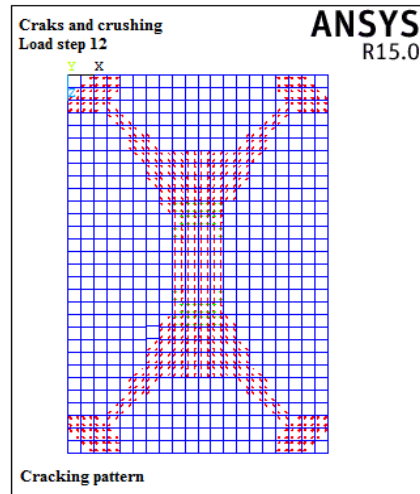 Craks and crushing
Load step 12
ANSYS
R15.0
Y
X
Z
Cracking pattern